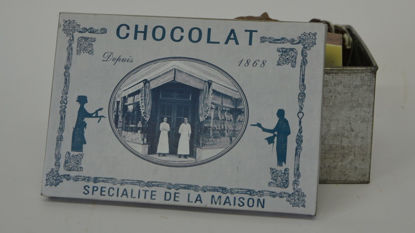 CHOCOLAT
Depuis 1868
SPECIALITE DE LA MAISON